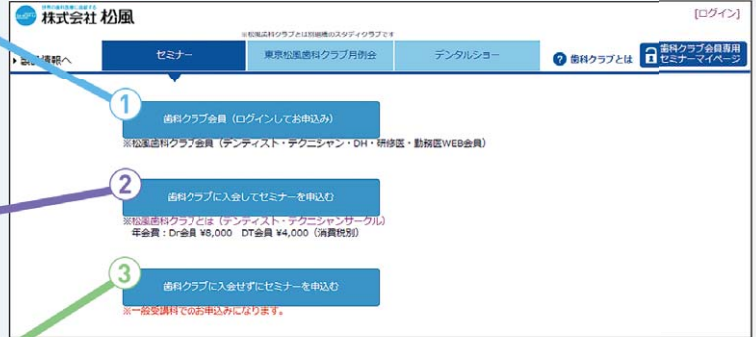 世界の歯科医療に貢献する
株式会社 松風
[ログイン]
※松風歯科クラブとは別組織のスタディクラブです
セミナー
東京松風歯科クラブ月例会
デンタルショー
? 歯科クラブとは
歯科クラブ会員専用
セミナーマイページ
1
歯科クラブ会員（ログインしてお申込み）
※松風歯科クラブ会員（デンティスト・テクニシャン・DH・研修医・勤務医WEB会員）
2
歯科クラブに入会してセミナーを申込む
※松風歯科クラブとは（デンティスト・テクニシャンサークル）
年会費：Dr会員 ¥8,000 DT会員 ¥4,000（消費税別）
3
歯科クラブに入会せずにセミナーを申込む
※一般受講料でのお申込みになります。